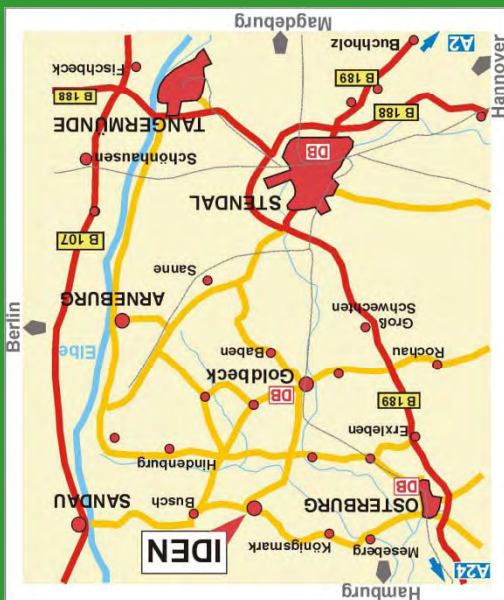 Hamburg
A24
Meseberg
Königsmark
IDEN
OSTERBURG
DB
Busch
SANDAU
Erxleben
Hindenburg
B 189
DB
Goldbeck
Rochau
Baben
Elbe
Berlin
Groß
Schwechten
ARNEBURG
Sanne
B 107
STENDAL
Schönhausen
DB
TANGERMÜNDE
B 188
B 188
B 189
Fischbeck
Hannover
A2
Buchholz
Magdeburg